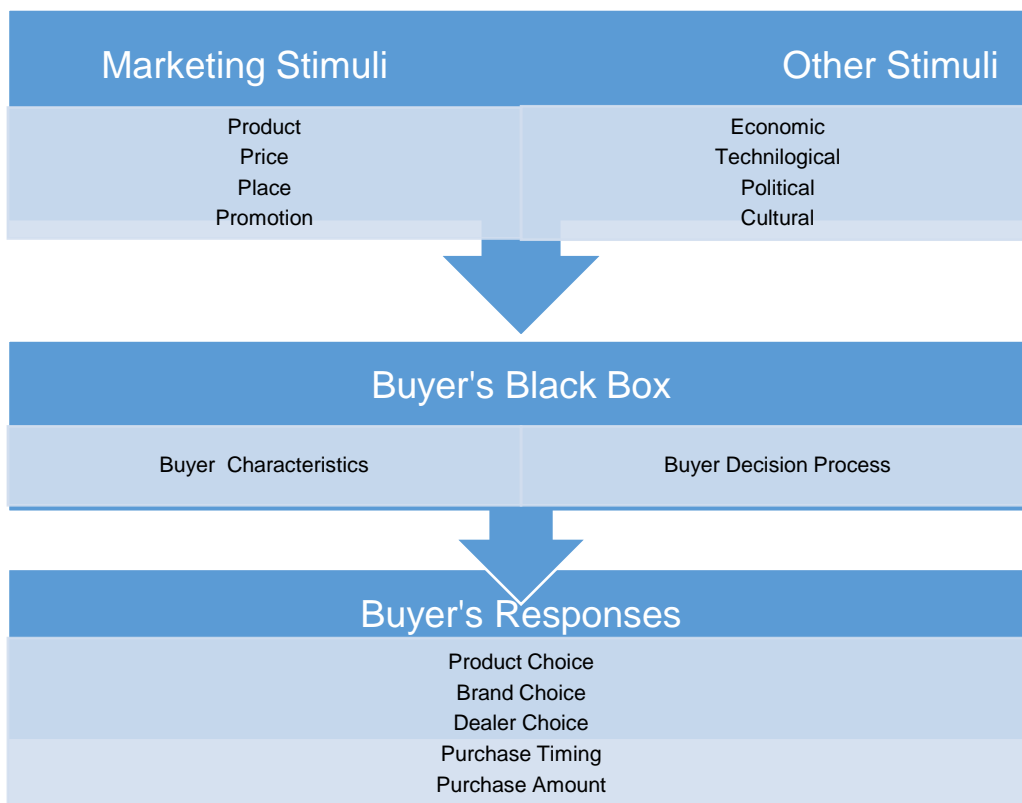 Marketing Stimuli
Other Stimuli
Product
Price
Place
Promotion
Economic
Technilogical
Political
Cultural
Buyer's Black Box
Buyer  Characteristics
Buyer Decision Process
Buyer's Responses
Product Choice
Brand Choice
Dealer Choice
Purchase Timing
Purchase Amount